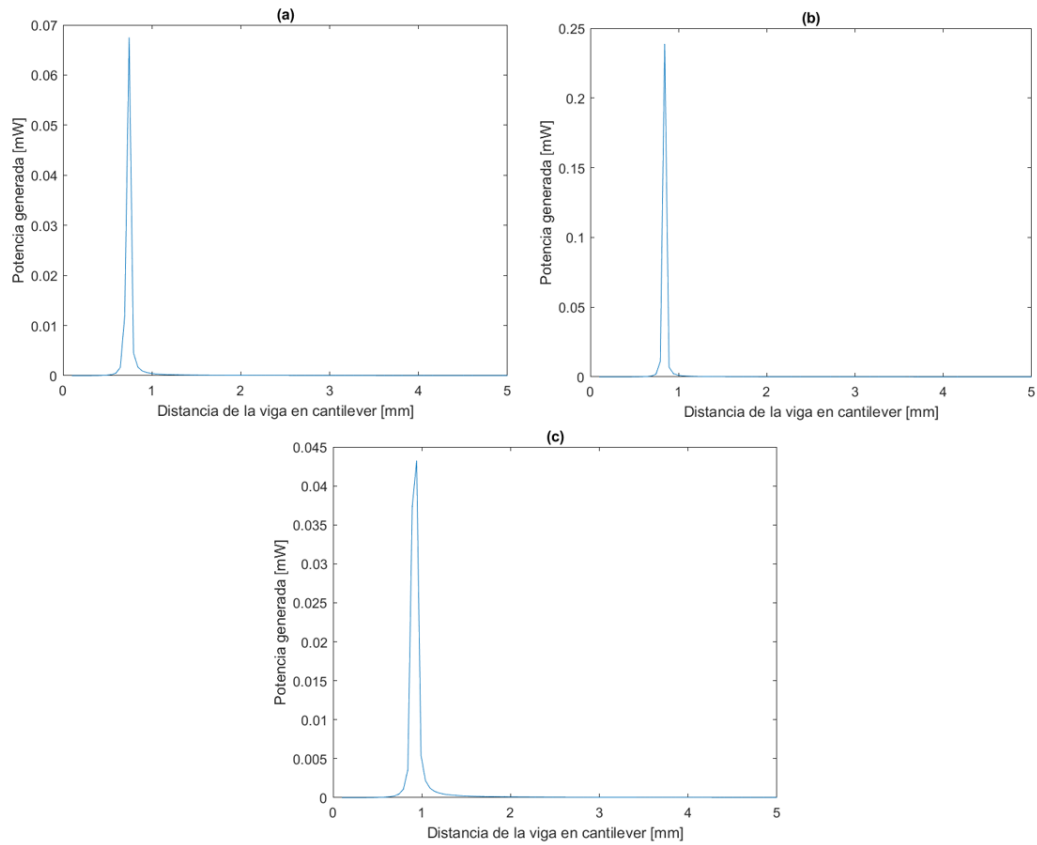 (a)
0.07
0.06
0.05
0.04
0.03
0.02
0.01
0
Potencia generada [mW]
0 1 2 3 4 5
Distancia de la viga en cantilever [mm]
(b)
0.25
0.2
0.15
0.1
0.05
0
Potencia generada [mW]
0 1 2 3 4 5
Distancia de la viga en cantilever [mm]
(c)
0.045
0.04
0.035
0.03
0.025
0.02
0.015
0.01
0.005
0
Potencia generada [mW]
0 1 2 3 4 5
Distancia de la viga en cantilever [mm]